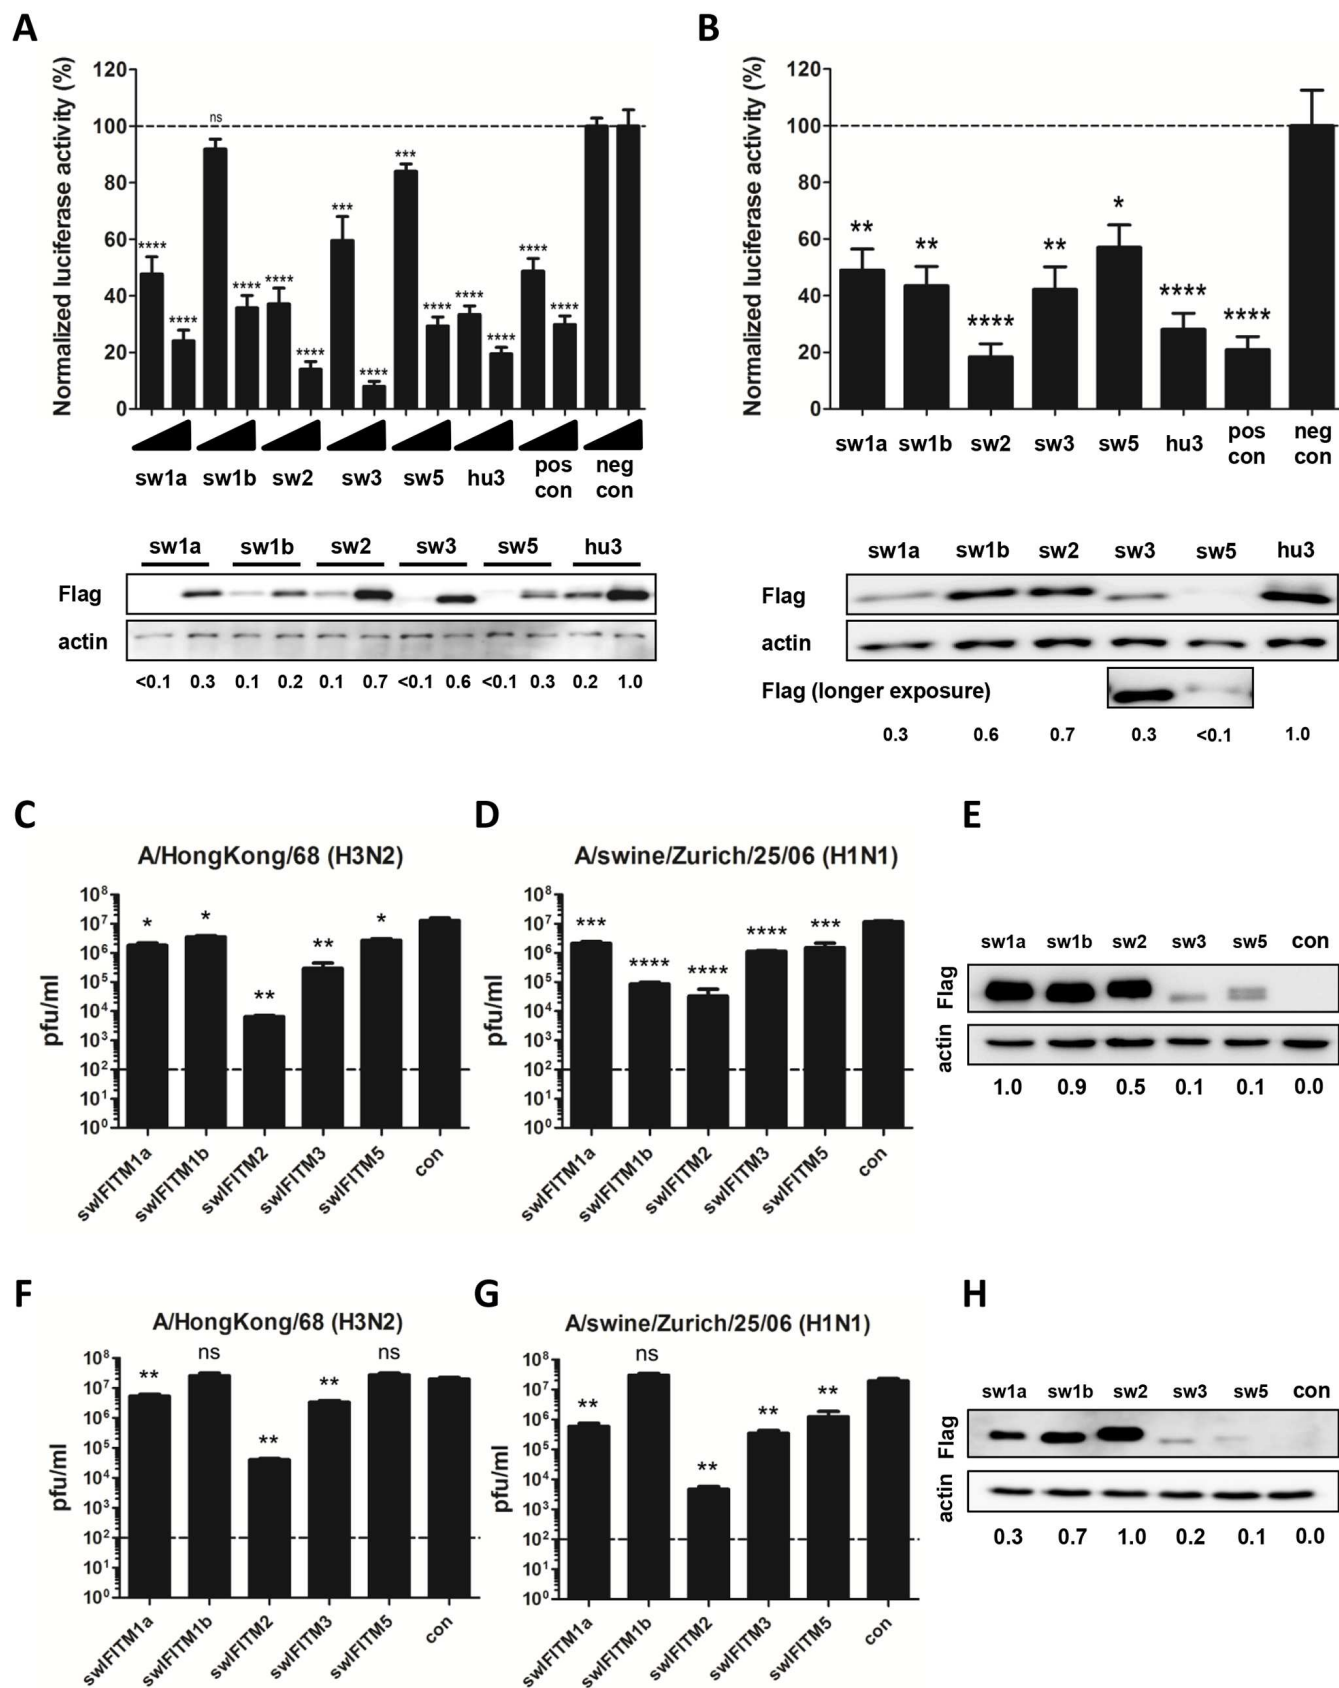 A
Normalized luciferase activity (%)
120
100
80
60
40
20
0
**** **** ns **** **** **** *** **** *** **** **** **** **** ****
sw1a sw1b sw2 sw3 sw5 hu3 pos con neg con
sw1a sw1b sw2 sw3 sw5 hu3
Flag
actin
<0.1 0.3 0.1 0.2 0.1 0.7 <0.1 0.6 <0.1 0.3 0.2 1.0
B
Normalized luciferase activity (%)
120
100
80
60
40
20
0
** ** **** ** * **** ****
sw1a sw1b sw2 sw3 sw5 hu3 pos con neg con
sw1a sw1b sw2 sw3 sw5 hu3
Flag
actin
Flag (longer exposure)
0.3 0.6 0.7 0.3 <0.1 1.0
C
A/HongKong/68 (H3N2)
pfu/ml
10⁸
10⁷
10⁶
10⁵
10⁴
10³
10²
10¹
10⁰
* * ** ** *
swIFITM1a swIFITM1b swIFITM2 swIFITM3 swIFITM5 con
D
A/swine/Zurich/25/06 (H1N1)
pfu/ml
10⁸
10⁷
10⁶
10⁵
10⁴
10³
10²
10¹
10⁰
*** **** **** **** ***
swIFITM1a swIFITM1b swIFITM2 swIFITM3 swIFITM5 con
E
sw1a sw1b sw2 sw3 sw5 con
Flag
actin
1.0 0.9 0.5 0.1 0.1 0.0
F
A/HongKong/68 (H3N2)
pfu/ml
10⁸
10⁷
10⁶
10⁵
10⁴
10³
10²
10¹
10⁰
** ns ** ** ns
swIFITM1a swIFITM1b swIFITM2 swIFITM3 swIFITM5 con
G
A/swine/Zurich/25/06 (H1N1)
pfu/ml
10⁸
10⁷
10⁶
10⁵
10⁴
10³
10²
10¹
10⁰
** ns ** ** **
swIFITM1a swIFITM1b swIFITM2 swIFITM3 swIFITM5 con
H
sw1a sw1b sw2 sw3 sw5 con
Flag
actin
0.3 0.7 1.0 0.2 0.1 0.0